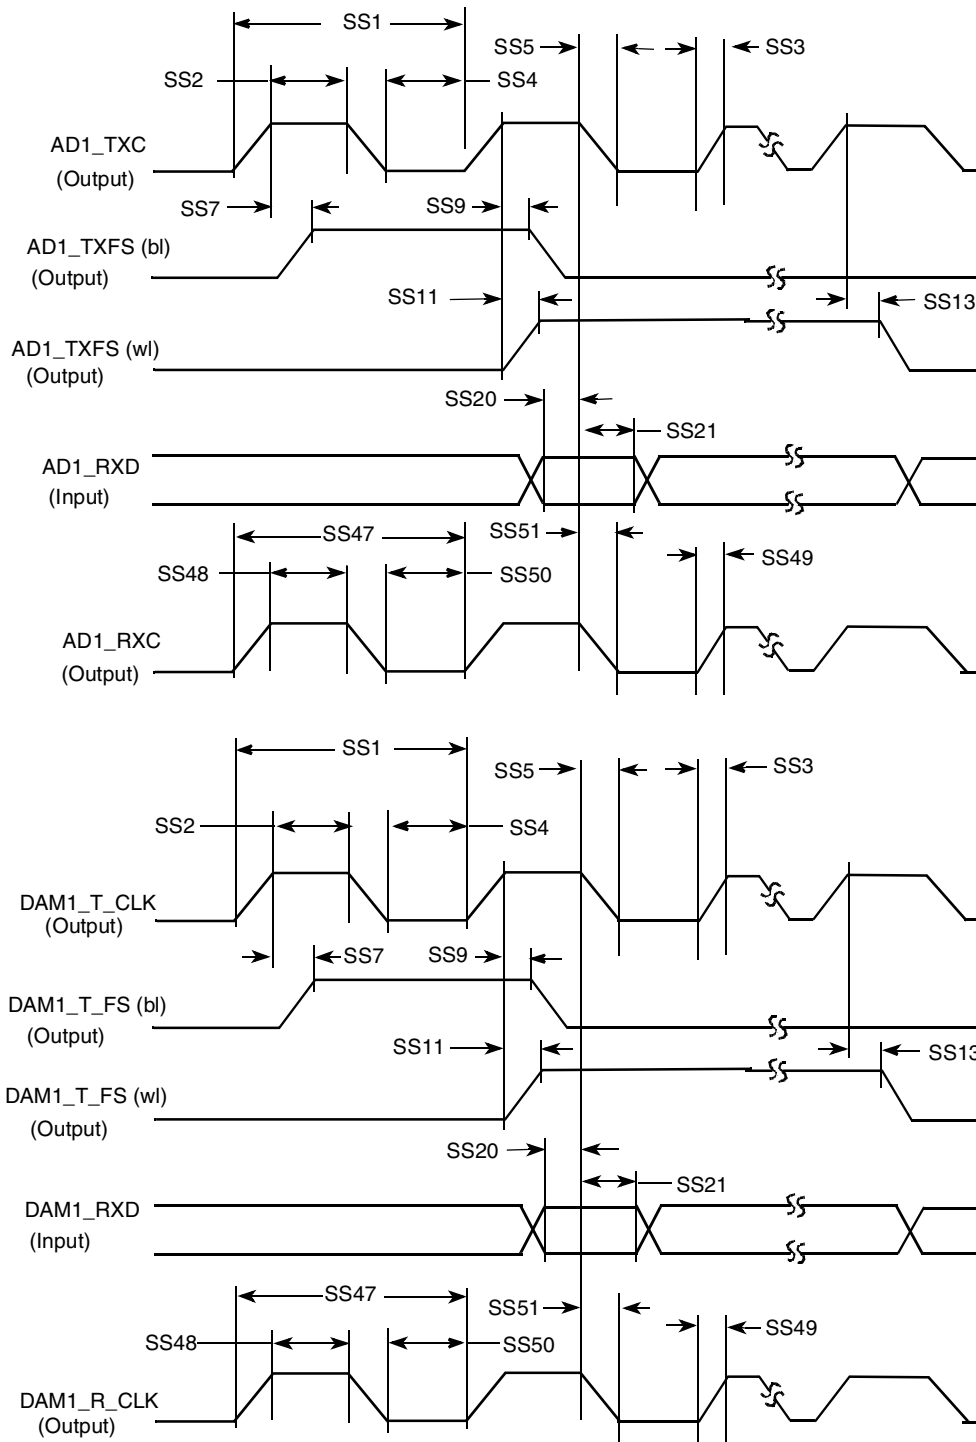 SS1
SS5
SS3
SS2
SS4
AD1_TXC
(Output)
SS7
SS9
AD1_TXFS (bl)
(Output)
SS11
SS13
AD1_TXFS (wl)
(Output)
SS20
SS21
AD1_RXD
(Input)
SS47
SS51
SS49
SS48
SS50
AD1_RXC
(Output)
SS1
SS5
SS3
SS2
SS4
DAM1_T_CLK
(Output)
SS7
SS9
DAM1_T_FS (bl)
(Output)
SS11
SS13
DAM1_T_FS (wl)
(Output)
SS20
SS21
DAM1_RXD
(Input)
SS47
SS51
SS49
SS48
SS50
DAM1_R_CLK
(Output)